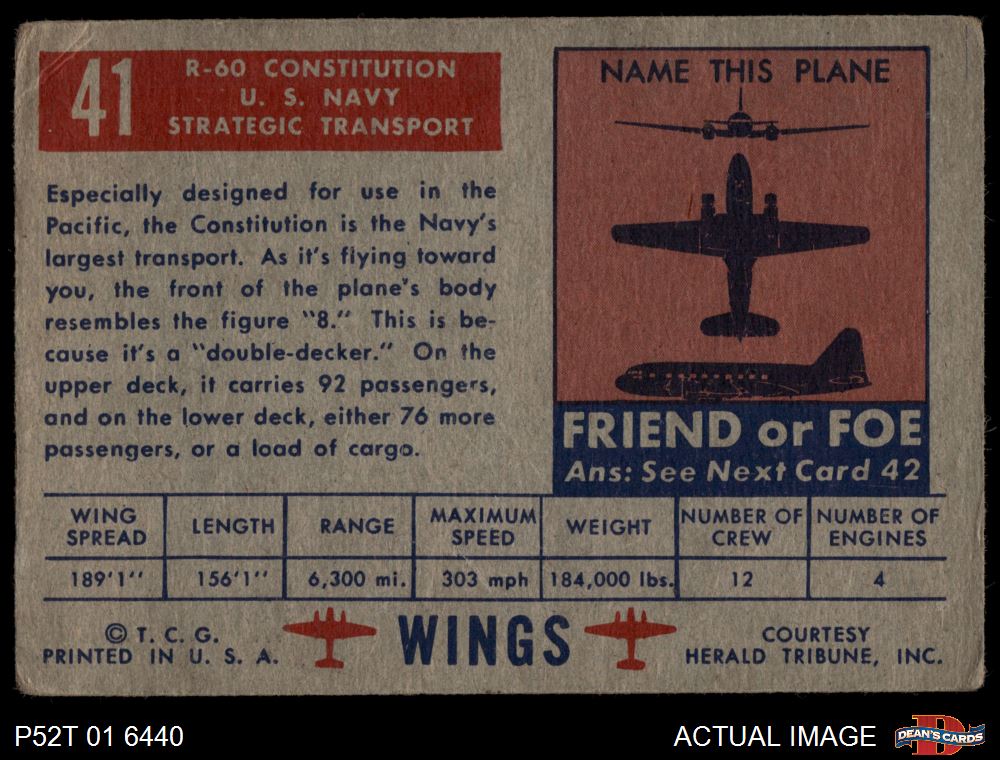 41
R-60 CONSTITUTION
U. S. NAVY
STRATEGIC TRANSPORT
Especially designed for use in the
Pacific, the Constitution is the Navy's
largest transport. As it's flying toward
you, the front of the plane's body
resembles the figure "8." This is be-
cause it's a "double-decker." On the
upper deck, it carries 92 passengers,
and on the lower deck, either 76 more
passengers, or a load of cargo.
NAME THIS PLANE
FRIEND or FOE
Ans: See Next Card 42
WING SPREAD LENGTH RANGE MAXIMUM SPEED WEIGHT NUMBER OF CREW NUMBER OF ENGINES
189'1'' 156'1'' 6,300 mi. 303 mph 184,000 lbs. 12 4
© T. C. G.
PRINTED IN U. S. A.
WINGS
COURTESY
HERALD TRIBUNE, INC.
P52T 01 6440
ACTUAL IMAGE
D
DEAN'S CARDS